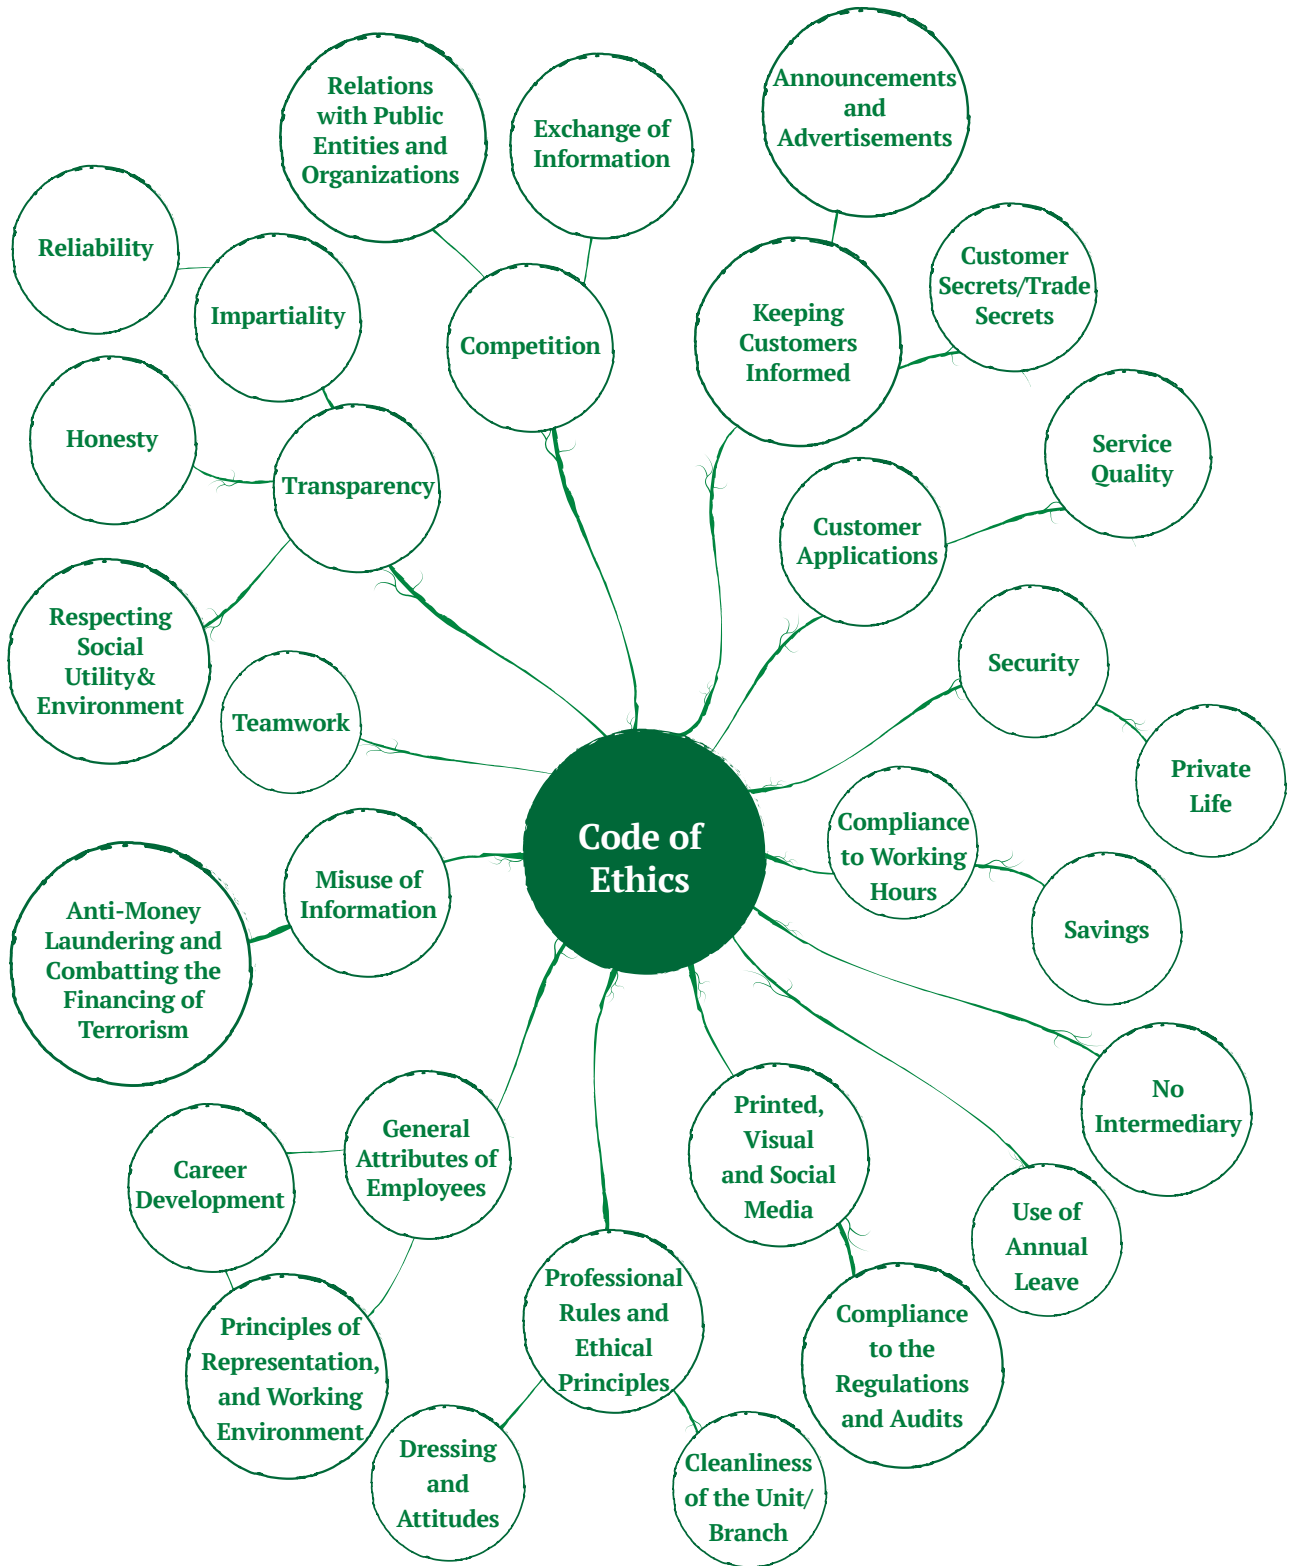 Relations
with Public
Entities and
Organizations
Exchange of
Information
Announcements
and
Advertisements
Reliability
Impartiality
Competition
Keeping
Customers
Informed
Customer
Secrets/Trade
Secrets
Honesty
Transparency
Customer
Applications
Service
Quality
Respecting
Social
Utility&
Environment
Teamwork
Security
Private
Life
Code of
Ethics
Compliance
to Working
Hours
Savings
Misuse of
Information
Anti-Money
Laundering and
Combatting the
Financing of
Terrorism
No
Intermediary
General
Attributes of
Employees
Career
Development
Printed,
Visual
and Social
Media
Use of
Annual
Leave
Principles of
Representation,
and Working
Environment
Professional
Rules and
Ethical
Principles
Compliance
to the
Regulations
and Audits
Dressing
and
Attitudes
Cleanliness
of the Unit/
Branch